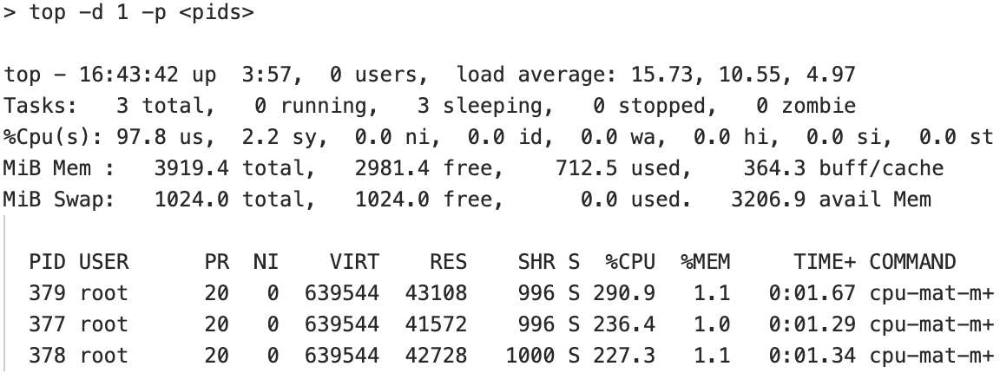 > top -d 1 -p <pids>
top - 16:43:42 up  3:57,  0 users,  load average: 15.73, 10.55, 4.97
Tasks:   3 total,   0 running,   3 sleeping,   0 stopped,   0 zombie
%Cpu(s): 97.8 us,  2.2 sy,  0.0 ni,  0.0 id,  0.0 wa,  0.0 hi,  0.0 si,  0.0 st
MiB Mem :   3919.4 total,   2981.4 free,    712.5 used,    364.3 buff/cache
MiB Swap:   1024.0 total,   1024.0 free,      0.0 used.   3206.9 avail Mem
  PID USER      PR  NI    VIRT    RES    SHR S  %CPU  %MEM     TIME+ COMMAND
  379 root      20   0  639544  43108    996 S 290.9   1.1   0:01.67 cpu-mat-m+
  377 root      20   0  639544  41572    996 S 236.4   1.0   0:01.29 cpu-mat-m+
  378 root      20   0  639544  42728   1000 S 227.3   1.1   0:01.34 cpu-mat-m+